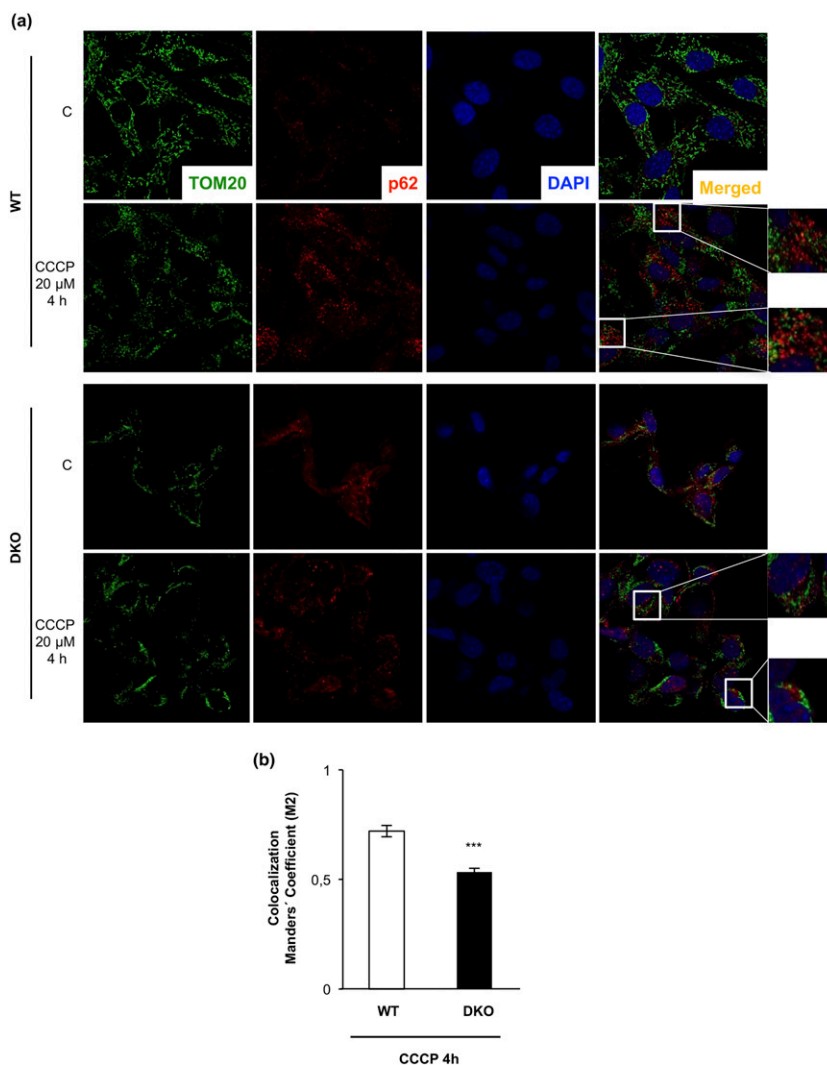 (a)
WT
C
TOM20
p62
DAPI
Merged
CCCP
20 µM
4 h
DKO
C
CCCP
20 µM
4 h
(b)
Colocalization
Manders´ Coefficient (M2)
1
0,5
0
***
WT
DKO
CCCP 4h